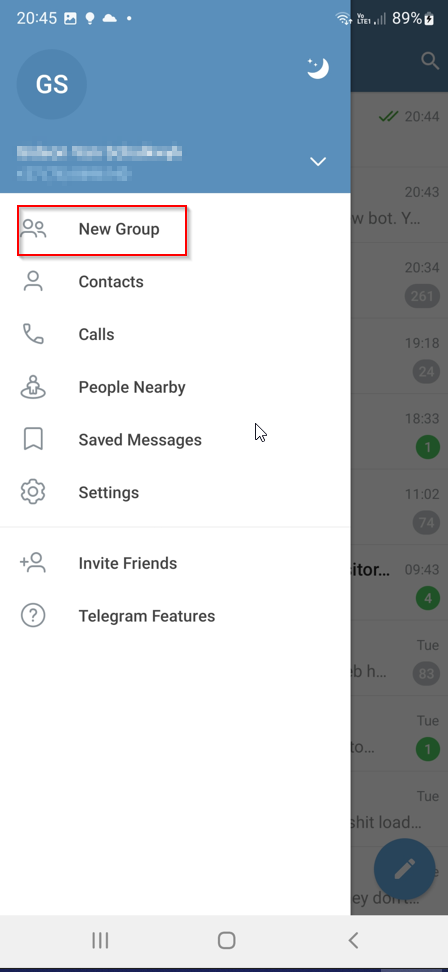 20:45
Vo
LTE1
89%
GS
20:44
New Group
20:43
w bot. Y...
Contacts
20:34
261
Calls
19:18
24
People Nearby
18:33
1
Saved Messages
Settings
11:02
74
Invite Friends
itor...
09:43
4
Telegram Features
Tue
eb h...
83
Tue
to...
1
Tue
shit load...
e
ey don't...